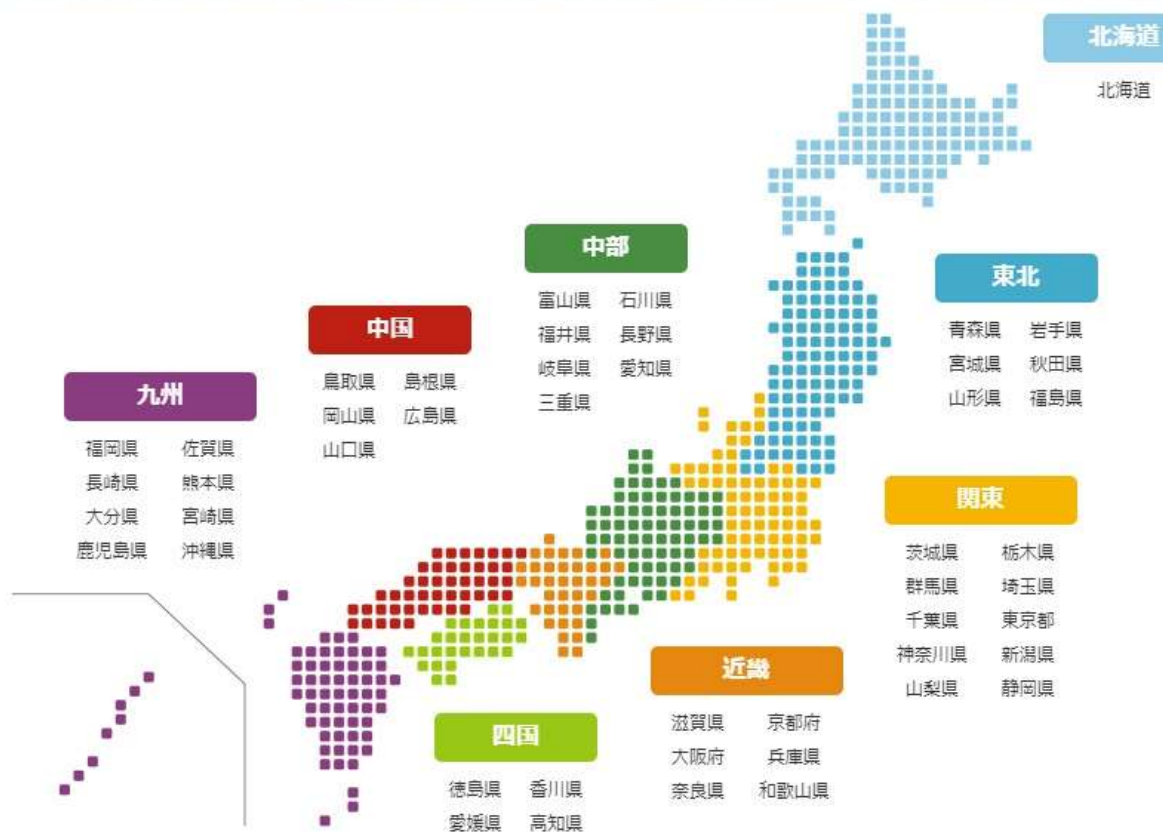 北海道
北海道
中部
富山県 石川県
福井県 長野県
岐阜県 愛知県
三重県
東北
青森県 岩手県
宮城県 秋田県
山形県 福島県
中国
鳥取県 島根県
岡山県 広島県
山口県
九州
福岡県 佐賀県
長崎県 熊本県
大分県 宮崎県
鹿児島県 沖縄県
関東
茨城県 栃木県
群馬県 埼玉県
千葉県 東京都
神奈川県 新潟県
山梨県 静岡県
近畿
滋賀県 京都府
大阪府 兵庫県
奈良県 和歌山県
四国
徳島県 香川県
愛媛県 高知県